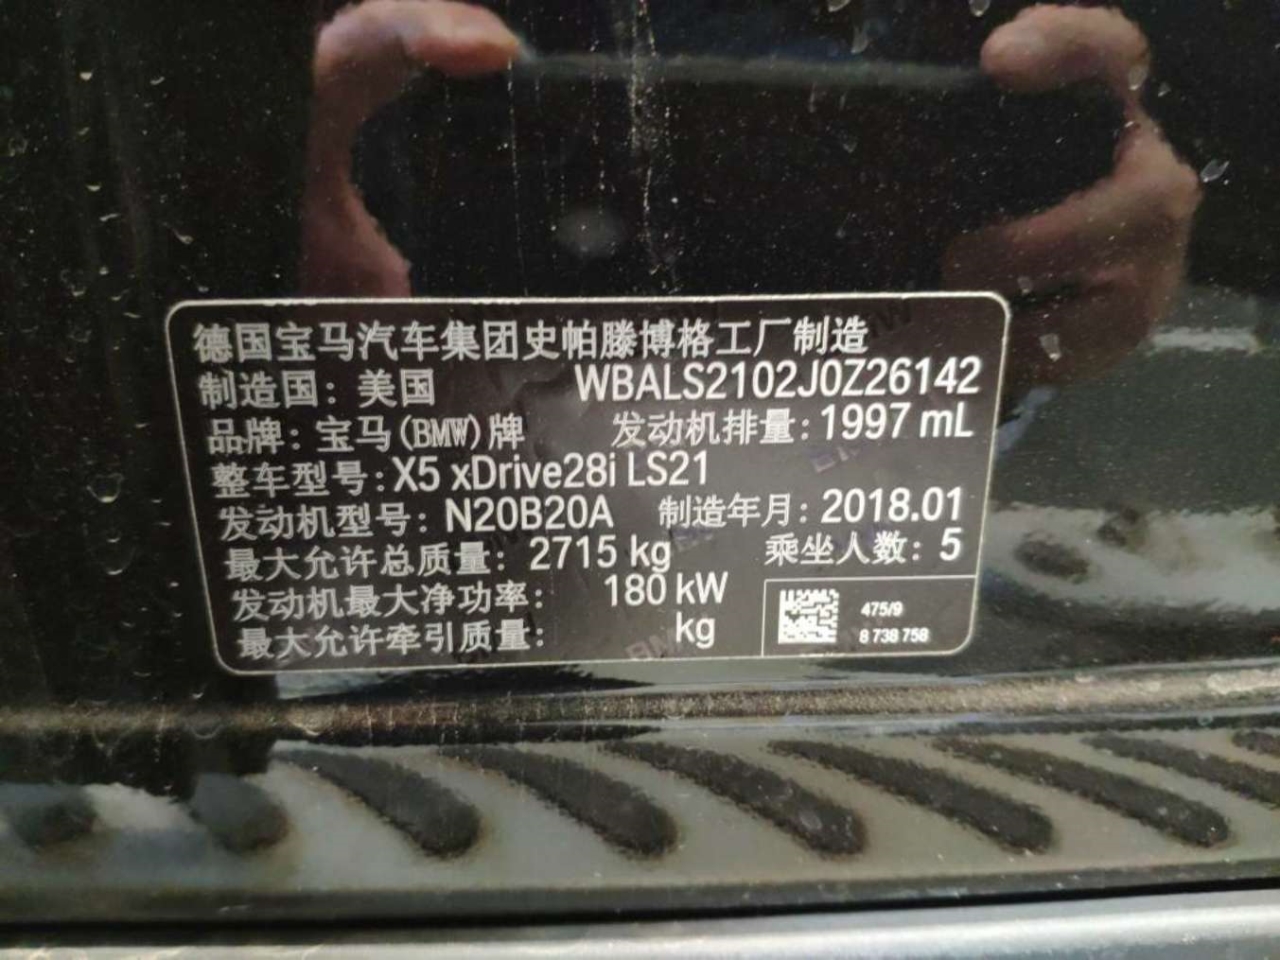 德国宝马汽车集团史帕滕博格工厂制造
制造国：美国 WBALS2102J0Z26142
品牌：宝马(BMW)牌 发动机排量：1997 mL
整车型号：X5 xDrive28i LS21
发动机型号：N20B20A 制造年月：2018.01
最大允许总质量：2715 kg 乘坐人数：5
发动机最大净功率：180 kW
最大允许牵引质量： kg
475/9
8 738 758